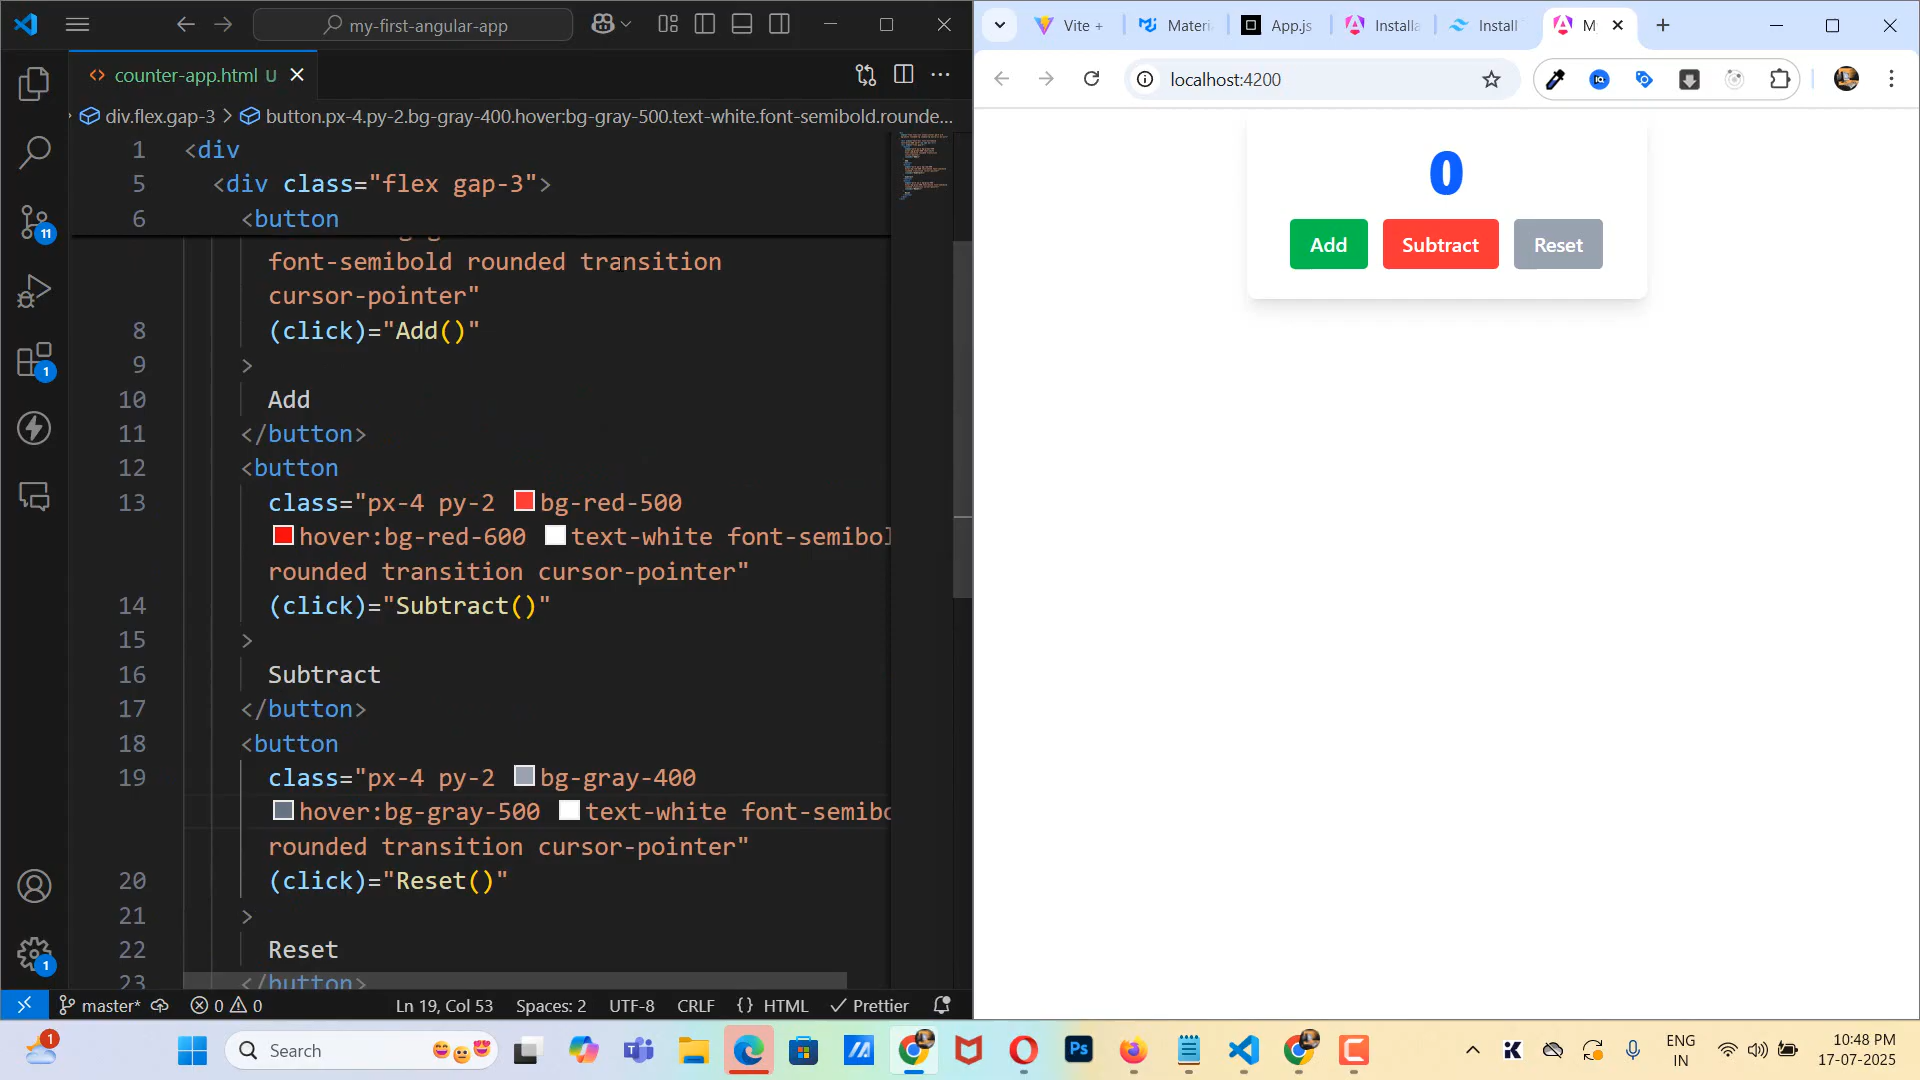 my-first-angular-app
counter-app.html U
div.flex.gap-3 > button.px-4.py-2.bg-gray-400.hover:bg-gray-500.text-white.font-semibold.rounde...
1 <div
5 <div class="flex gap-3">
6 <button
font-semibold rounded transition
cursor-pointer"
8 (click)="Add()"
9 >
10 Add
11 </button>
12 <button
13 class="px-4 py-2 bg-red-500
hover:bg-red-600 text-white font-semibol
rounded transition cursor-pointer"
14 (click)="Subtract()"
15 >
16 Subtract
17 </button>
18 <button
19 class="px-4 py-2 bg-gray-400
hover:bg-gray-500 text-white font-semibo
rounded transition cursor-pointer"
20 (click)="Reset()"
21 >
22 Reset
23 </button>
11
1
1
master* 0 0 Ln 19, Col 53 Spaces: 2 UTF-8 CRLF {} HTML Prettier
Vite + Materi App.js Installa Install M
localhost:4200
0
Add Subtract Reset
1 Search
Ps
ENG
IN
10:48 PM
17-07-2025